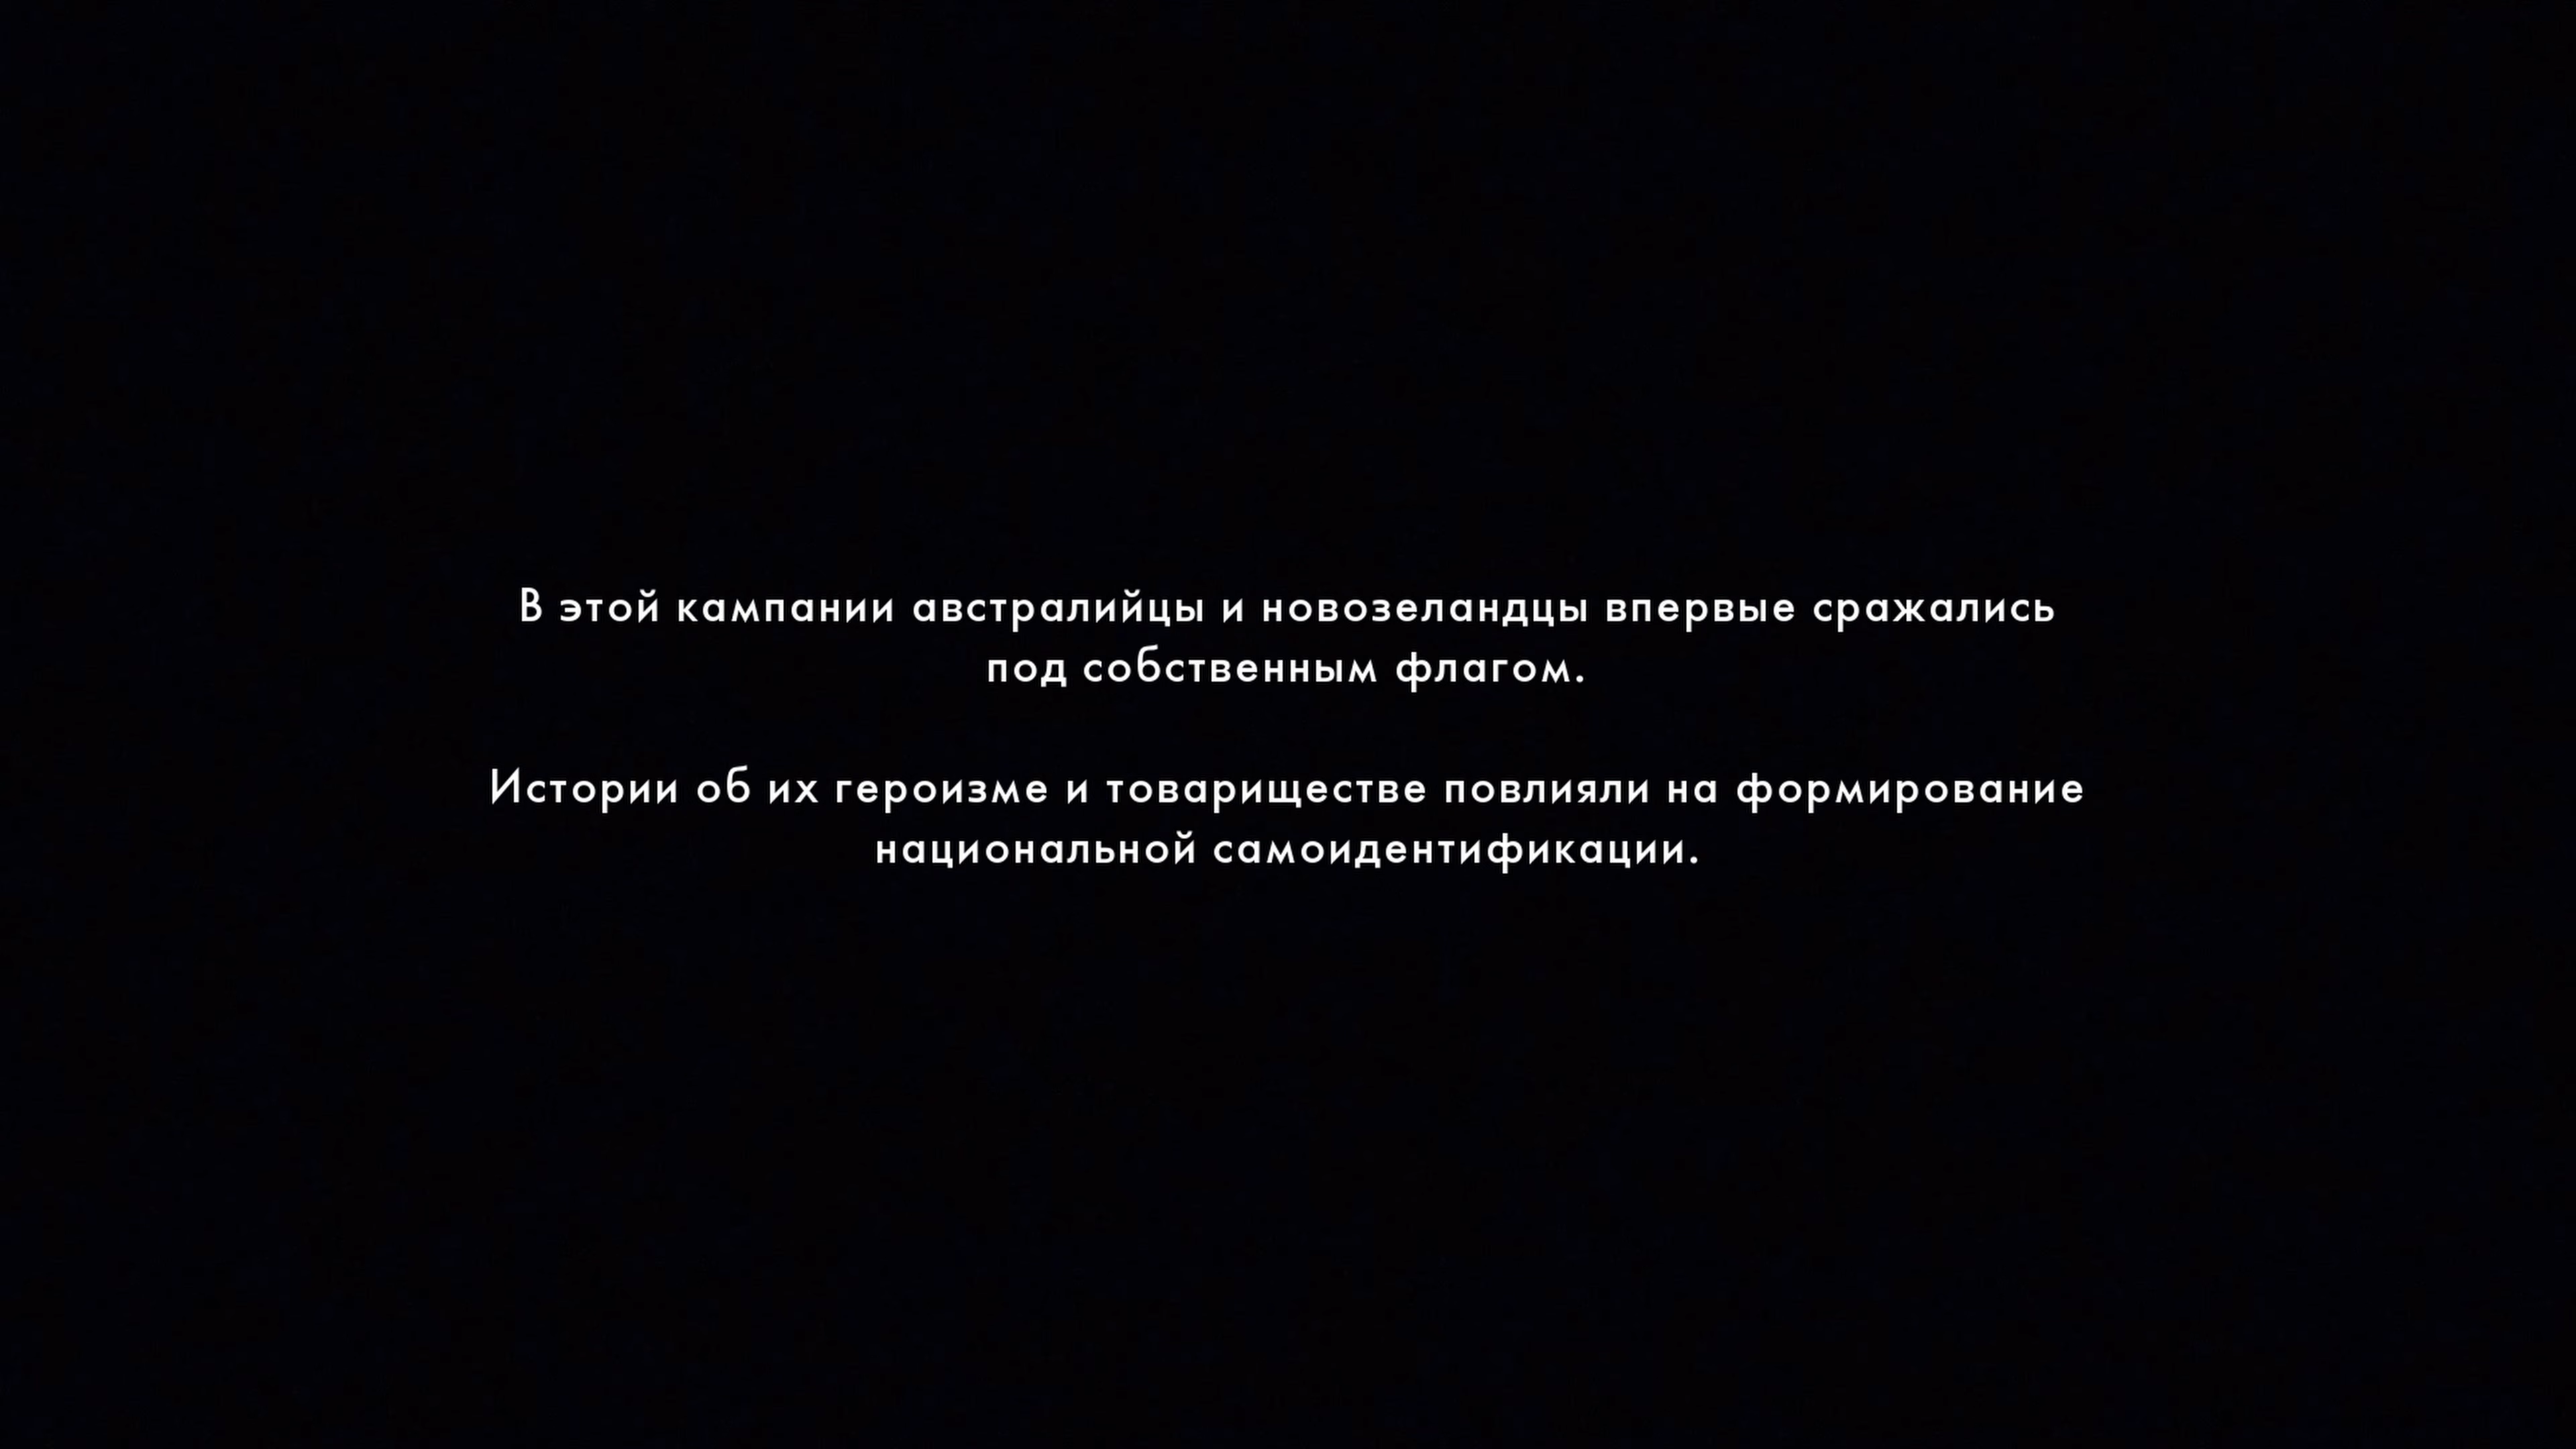 В этой кампании австралийцы и новозеландцы впервые сражались
под собственным флагом.
Истории об их героизме и товариществе повлияли на формирование
национальной самоидентификации.